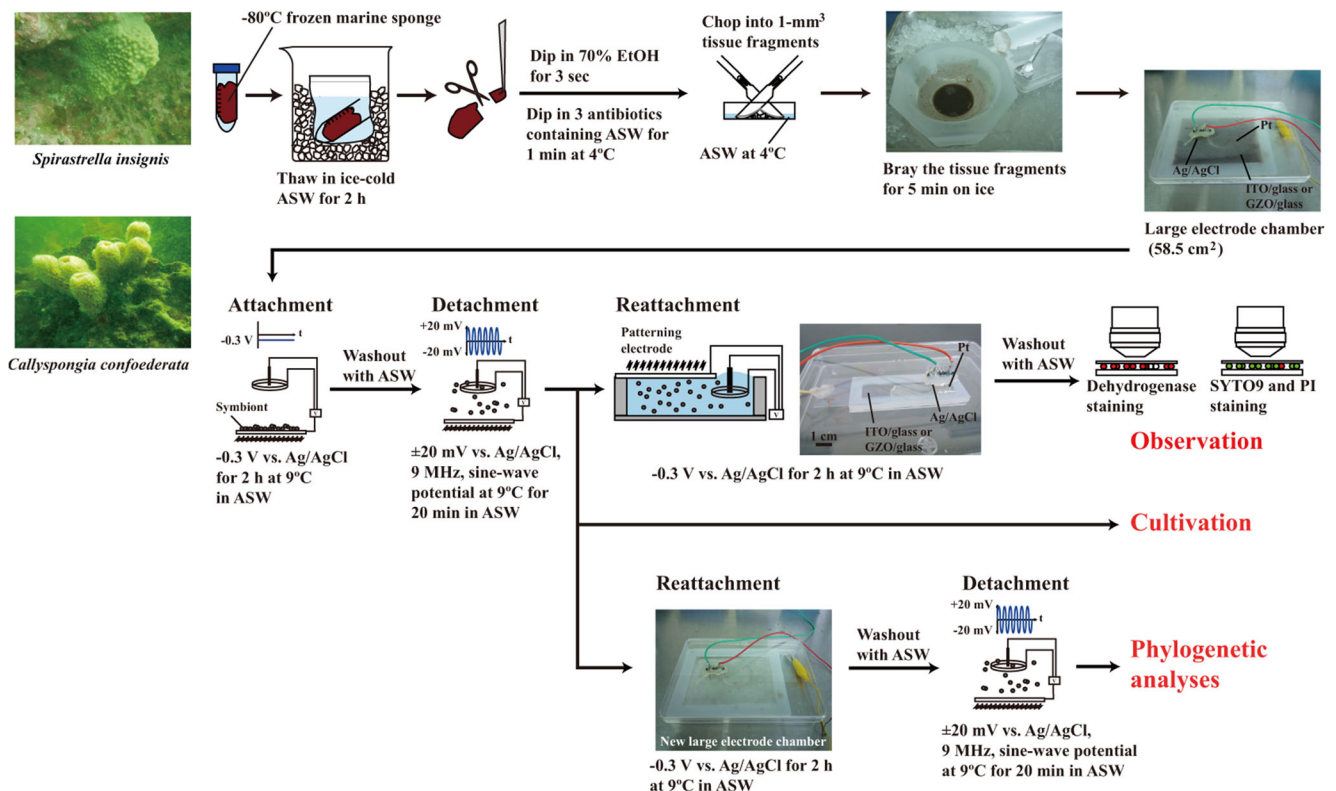 -80ºC frozen marine sponge
Spirastrella insignis
Thaw in ice-cold
ASW for 2 h
Dip in 70% EtOH
for 3 sec
Dip in 3 antibiotics
containing ASW for
1 min at 4ºC
Chop into 1-mm³
tissue fragments
ASW at 4ºC
Bray the tissue fragments
for 5 min on ice
Pt
Ag/AgCl
ITO/glass or
GZO/glass
Large electrode chamber
(58.5 cm²)
Callyspongia confoederata
Attachment
t
-0.3 V
Symbiont
V
-0.3 V vs. Ag/AgCl
for 2 h at 9ºC
in ASW
Washout
with ASW
Detachment
+20 mV
t
-20 mV
V
±20 mV vs. Ag/AgCl,
9 MHz, sine-wave
potential at 9ºC for
20 min in ASW
Reattachment
Patterning
electrode
V
Pt
Ag/AgCl
1 cm
ITO/glass or
GZO/glass
-0.3 V vs. Ag/AgCl for 2 h at 9ºC in ASW
Washout
with ASW
Dehydrogenase
staining
SYTO9 and PI
staining
Observation
Cultivation
Reattachment
New large electrode chamber
-0.3 V vs. Ag/AgCl for 2 h
at 9ºC in ASW
Washout
with ASW
Detachment
+20 mV
t
-20 mV
V
±20 mV vs. Ag/AgCl,
9 MHz, sine-wave potential
at 9ºC for 20 min in ASW
Phylogenetic
analyses